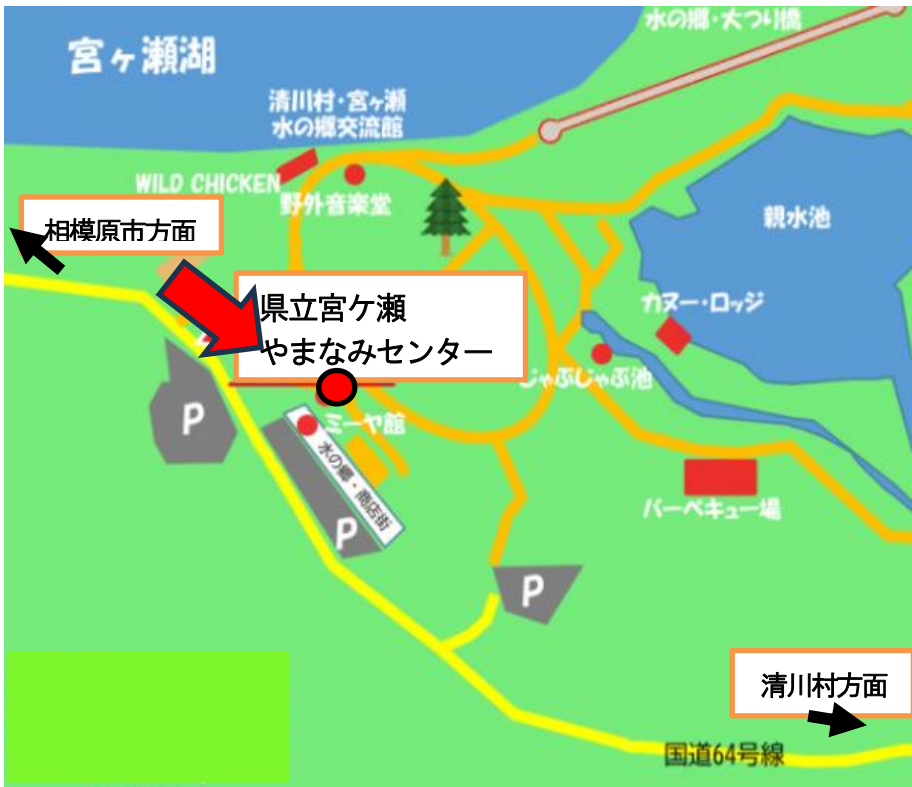 水の郷・大つり橋
宮ヶ瀬湖
清川村・宮ヶ瀬
水の郷交流館
WILD CHICKEN
野外音楽堂
相模原市方面
親水池
県立宮ケ瀬
やまなみセンター
カヌー・ロッジ
じゃぶじゃぶ池
P
ミーヤ館
水の郷・商店街
P
バーベキュー場
P
清川村方面
国道64号線